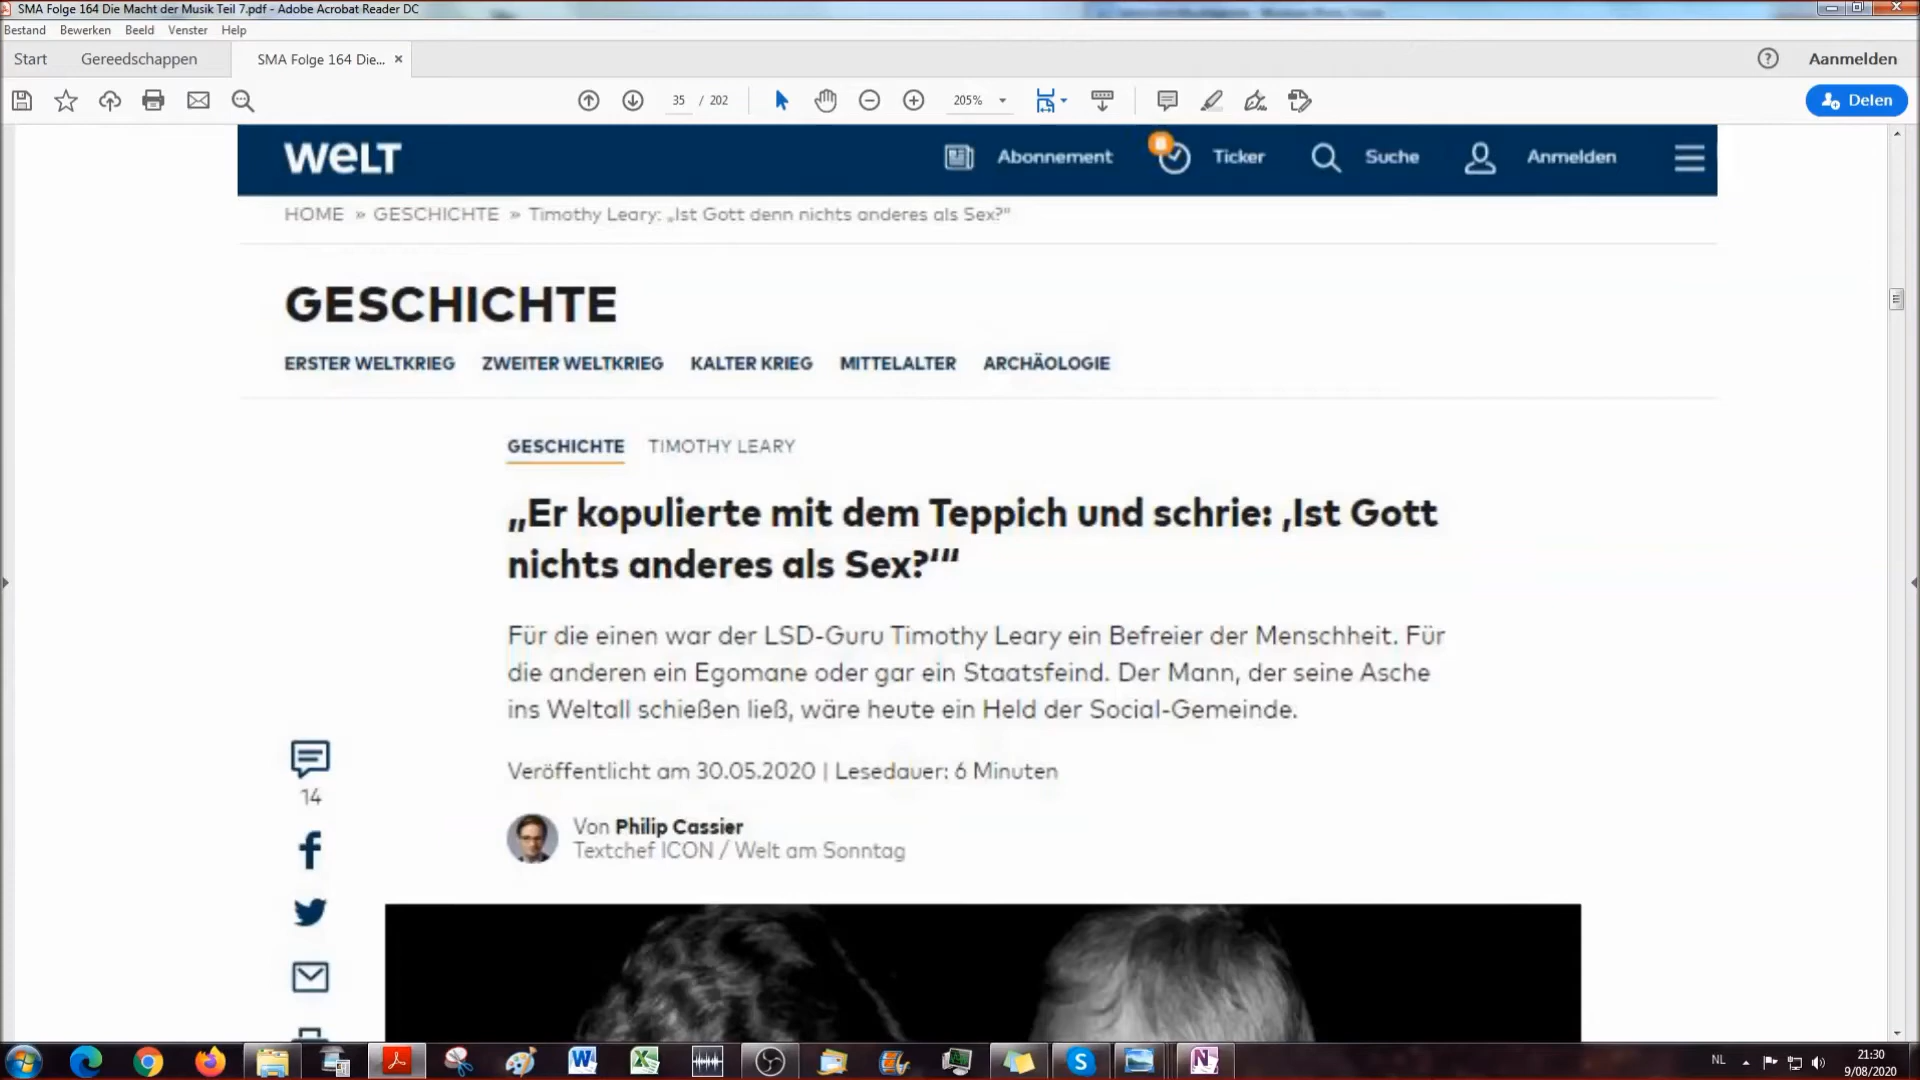 SMA Folge 164 Die Macht der Musik Teil 7.pdf - Adobe Acrobat Reader DC
Bestand Bewerken Beeld Venster Help
Start Gereedschappen SMA Folge 164 Die... × ? Aanmelden
35 / 202 205% Delen
WELT Abonnement Ticker Suche Anmelden
HOME » GESCHICHTE » Timothy Leary: „Ist Gott denn nichts anderes als Sex?“
GESCHICHTE
ERSTER WELTKRIEG ZWEITER WELTKRIEG KALTER KRIEG MITTELALTER ARCHÄOLOGIE
GESCHICHTE TIMOTHY LEARY
„Er kopulierte mit dem Teppich und schrie: ‚Ist Gott
nichts anderes als Sex?‘“
Für die einen war der LSD-Guru Timothy Leary ein Befreier der Menschheit. Für
die anderen ein Egomane oder gar ein Staatsfeind. Der Mann, der seine Asche
ins Weltall schießen ließ, wäre heute ein Held der Social-Gemeinde.
Veröffentlicht am 30.05.2020 | Lesedauer: 6 Minuten
14
Von Philip Cassier
Textchef ICON / Welt am Sonntag
NL 21:30
9/08/2020